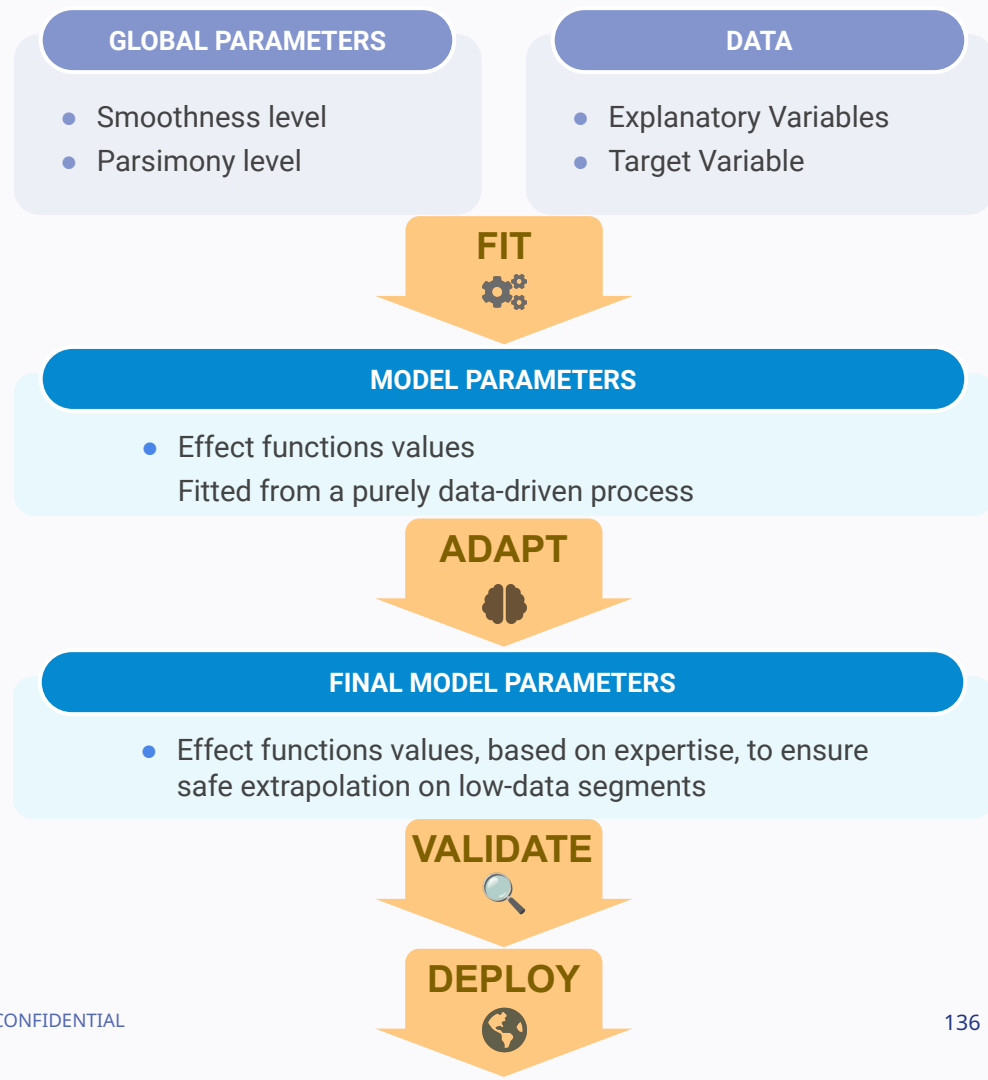 GLOBAL PARAMETERS
Smoothness level
Parsimony level
DATA
Explanatory Variables
Target Variable
FIT
MODEL PARAMETERS
Effect functions values
Fitted from a purely data-driven process
ADAPT
FINAL MODEL PARAMETERS
Effect functions values, based on expertise, to ensure
safe extrapolation on low-data segments
VALIDATE
DEPLOY
CONFIDENTIAL
136